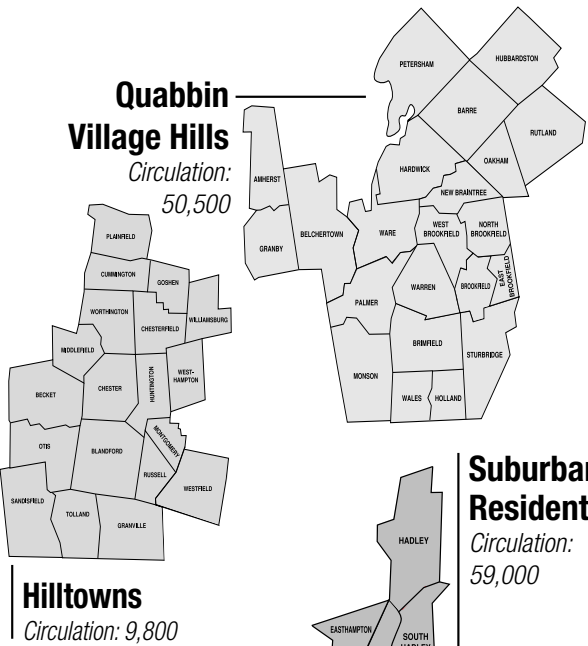 Quabbin
Village Hills
Circulation:
50,500
PETERSHAM
HUBBARDSTON
BARRE
RUTLAND
HARDWICK
OAKHAM
NEW BRAINTREE
AMHERST
BELCHERTOWN
GRANBY
WARE
WEST
BROOKFIELD
NORTH
BROOKFIELD
PALMER
WARREN
BROOKFIELD
EAST
BROOKFIELD
MONSON
BRIMFIELD
STURBRIDGE
WALES
HOLLAND
PLAINFIELD
CUMMINGTON
GOSHEN
WORTHINGTON
CHESTERFIELD
WILLIAMSBURG
MIDDLEFIELD
BECKET
CHESTER
HUNTINGTON
WEST-
HAMPTON
OTIS
BLANDFORD
MONTGOMERY
RUSSELL
WESTFIELD
SANDISFIELD
TOLLAND
GRANVILLE
Hilltowns
Circulation: 9,800
Suburban
Resident
Circulation:
59,000
HADLEY
EASTHAMPTON
SOUTH
HADLEY